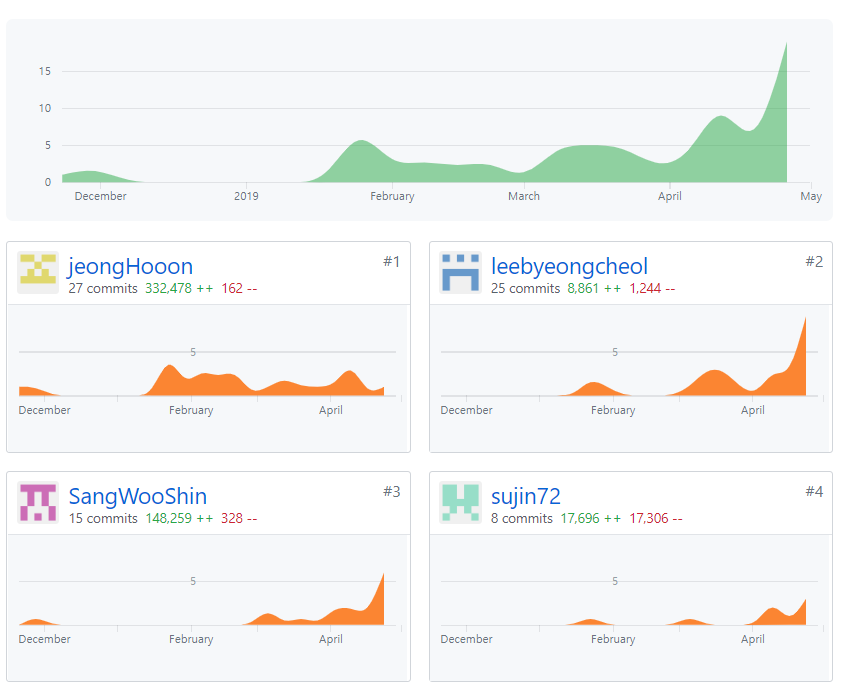 15
10
5
0
December 2019 February March April May
jeongHooon #1
27 commits 332,478 ++ 162 --
5
December February April
leebyeongcheol #2
25 commits 8,861 ++ 1,244 --
5
December February April
SangWooShin #3
15 commits 148,259 ++ 328 --
5
December February April
sujin72 #4
8 commits 17,696 ++ 17,306 --
5
December February April